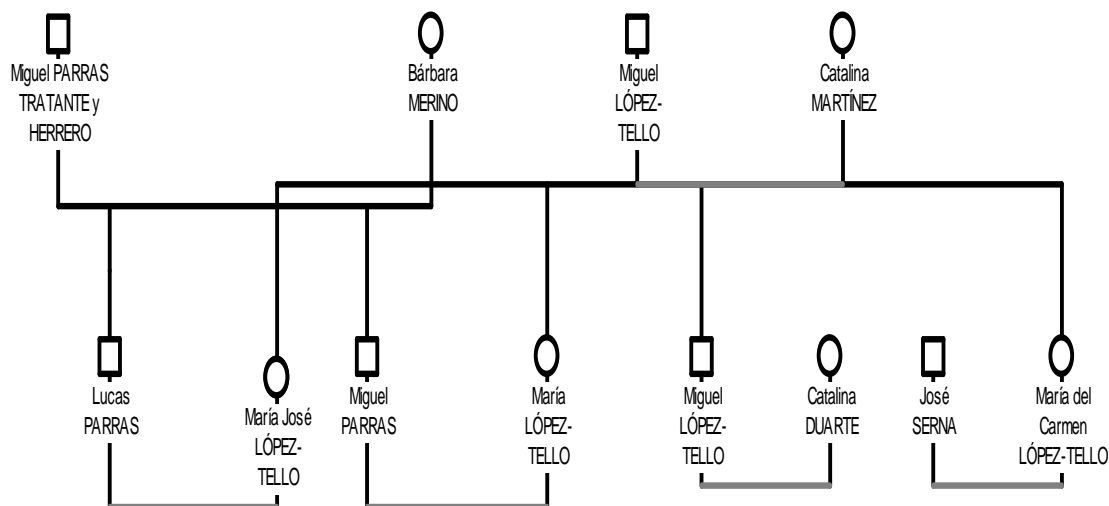 Miguel PARRAS
TRATANTE y
HERRERO
Bárbara
MERINO
Miguel
LÓPEZ-
TELLO
Catalina
MARTÍNEZ
Lucas
PARRAS
María José
LÓPEZ-
TELLO
Miguel
PARRAS
María
LÓPEZ-
TELLO
Miguel
LÓPEZ-
TELLO
Catalina
DUARTE
José
SERNA
María del
Carmen
LÓPEZ-TELLO